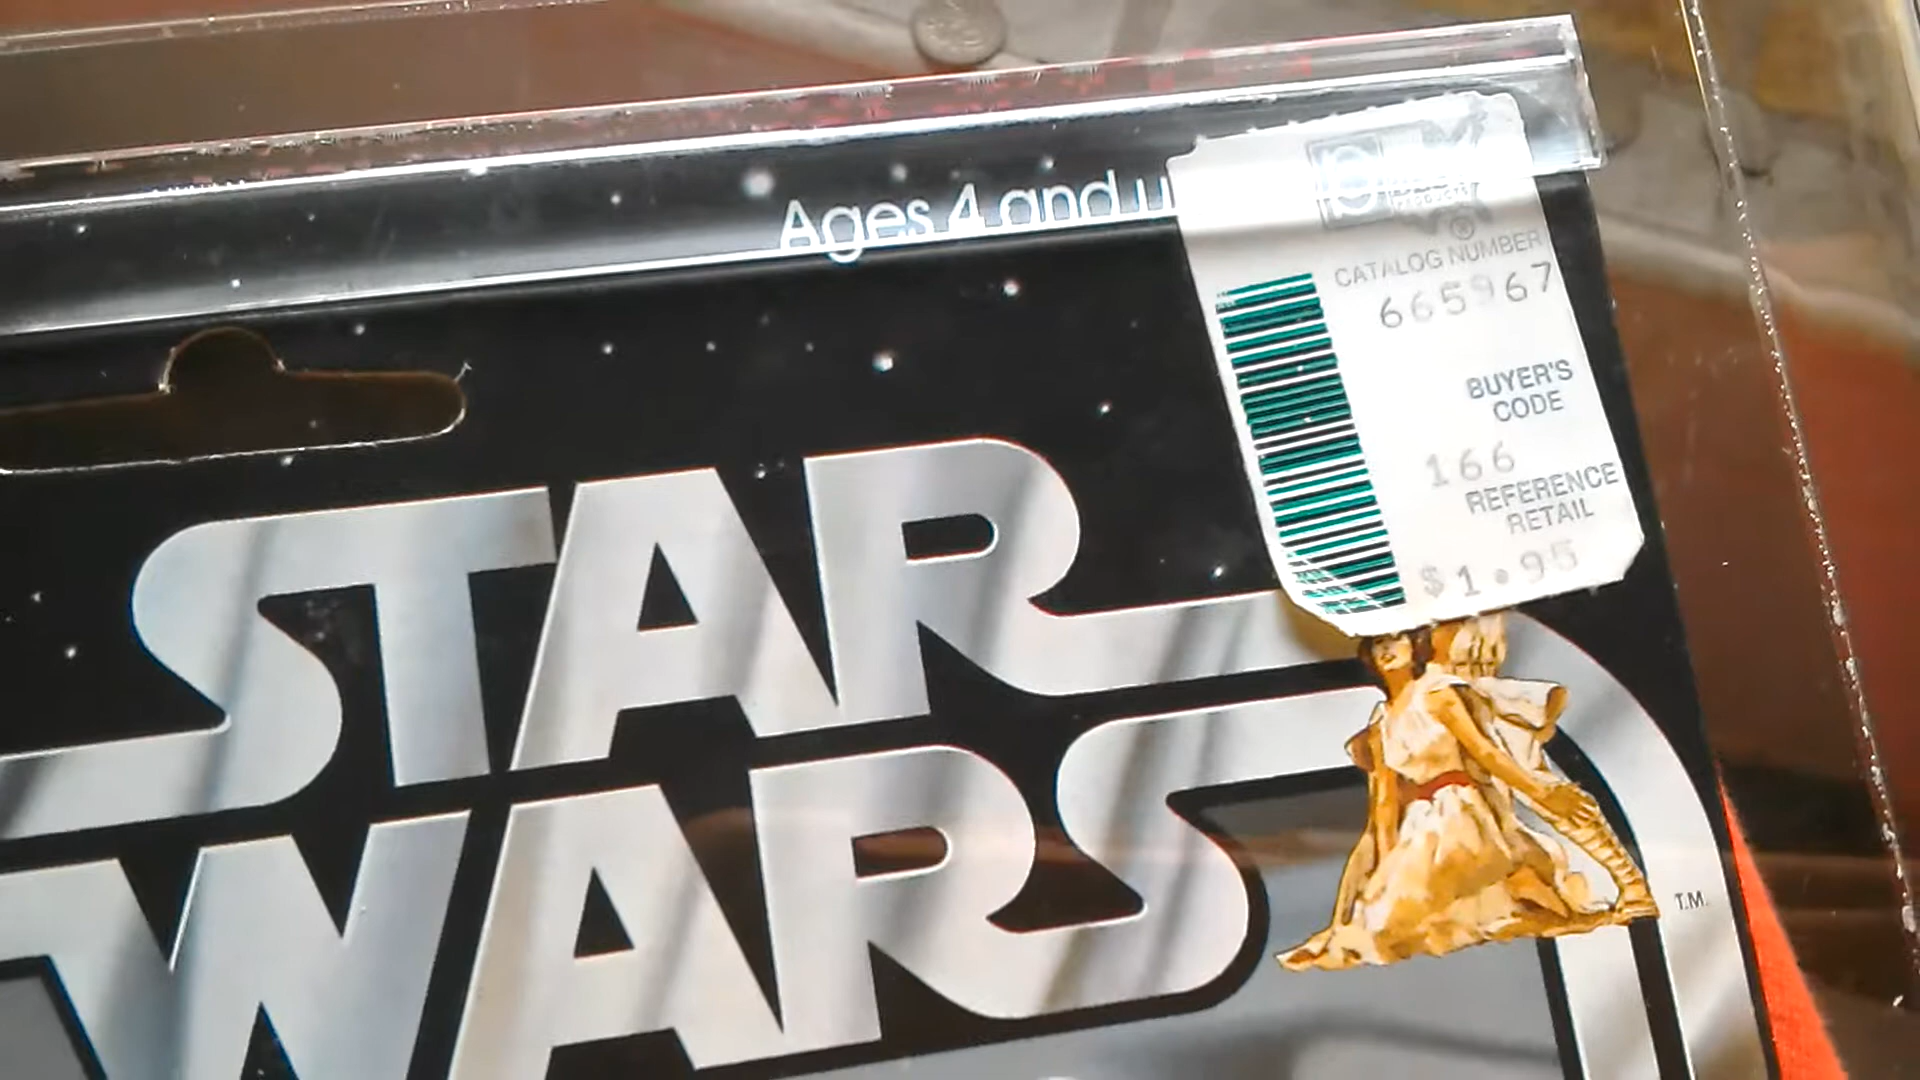 Ages 4 and u
CATALOG NUMBER
665967
BUYER'S
CODE
166
REFERENCE
RETAIL
$1.95
STAR
WARS
T.M.